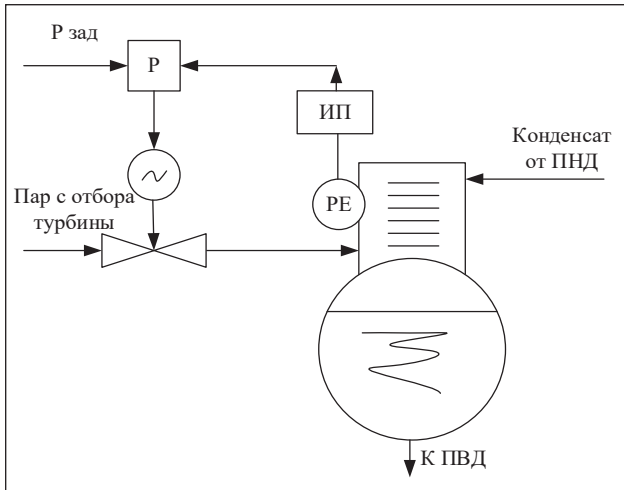 Р зад
Р
ИП
Конденсат
от ПНД
Пар с отбора
турбины
РЕ
К ПВД